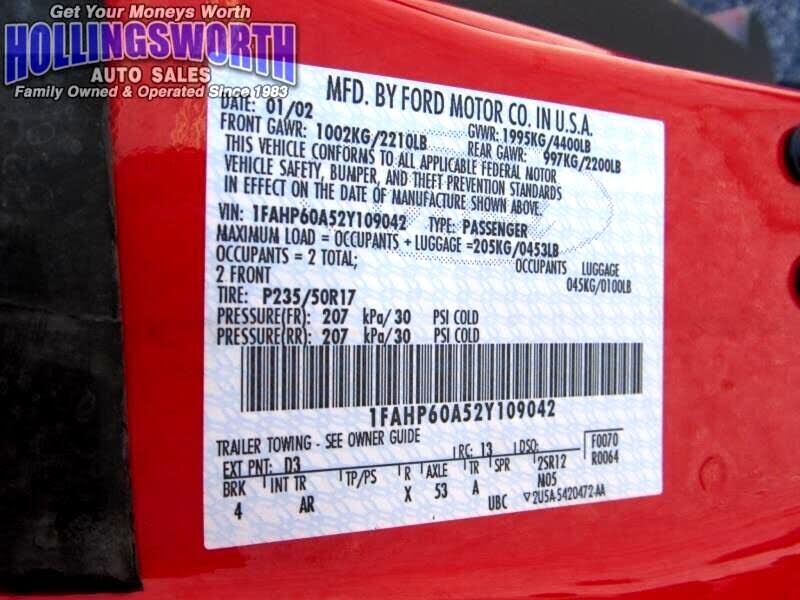 Get Your Moneys Worth
HOLLINGSWORTH
AUTO SALES
Family Owned & Operated Since 1983
MFD. BY FORD MOTOR CO. IN U.S.A.
DATE: 01/02 GVWR: 1995KG/4400LB
FRONT GAWR: 1002KG/2210LB REAR GAWR: 997KG/2200LB
THIS VEHICLE CONFORMS TO ALL APPLICABLE FEDERAL MOTOR
VEHICLE SAFETY, BUMPER, AND THEFT PREVENTION STANDARDS
IN EFFECT ON THE DATE OF MANUFACTURE SHOWN ABOVE.
VIN: 1FAHP60A52Y109042 TYPE: PASSENGER
MAXIMUM LOAD = OCCUPANTS + LUGGAGE =205KG/0453LB
OCCUPANTS = 2 TOTAL; OCCUPANTS LUGGAGE
2 FRONT 045KG/0100LB
TIRE: P235/50R17
PRESSURE(FR): 207 kPa/30 PSI COLD
PRESSURE(RR): 207 kPa/30 PSI COLD
1FAHP60A52Y109042
TRAILER TOWING - SEE OWNER GUIDE F0070
EXT PNT: D3 RC: 13 DSO: R0064
BRK INT TR TP/PS R AXLE TR SPR 2SR12
4 AR X 53 A N05
UBC ▽2U5A-5420472-AA